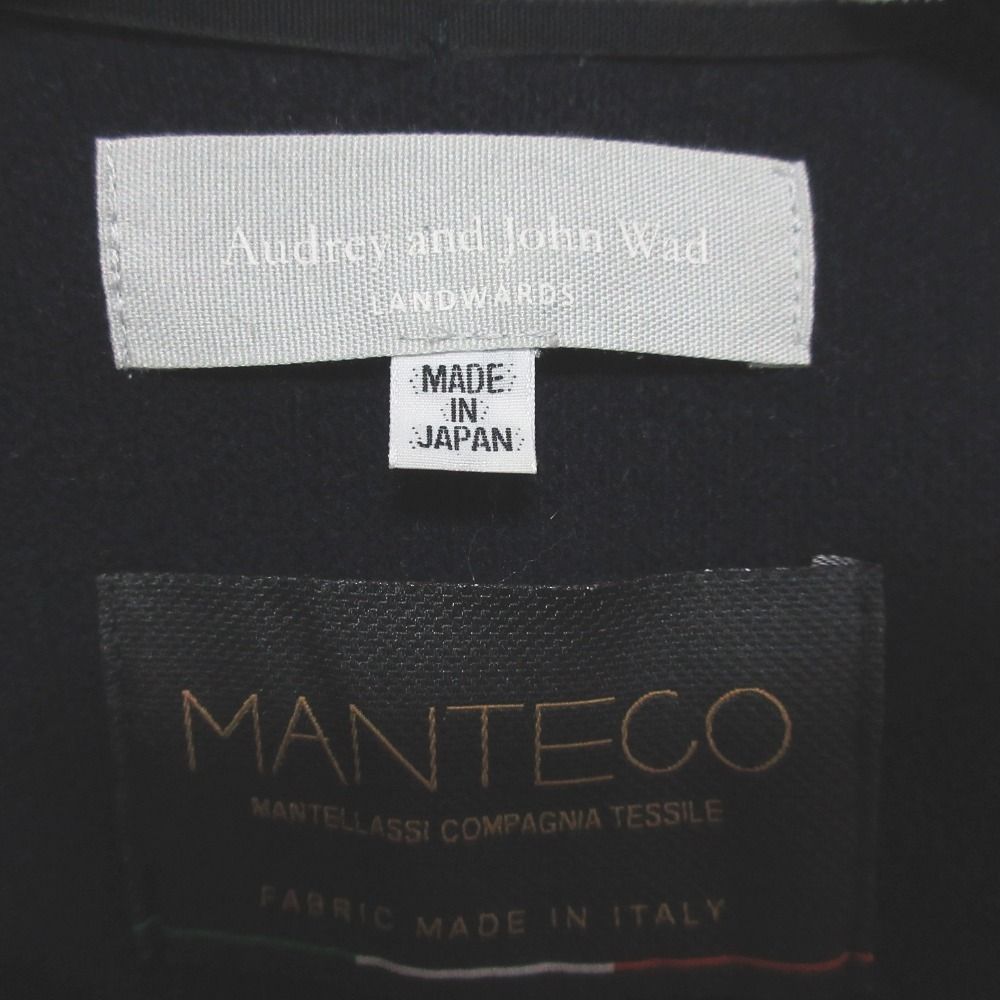 Audrey and John Wad
LANDWARDS
MADE
IN
JAPAN
MANTECO
MANTELLASSI COMPAGNIA TESSILE
FABRIC MADE IN ITALY